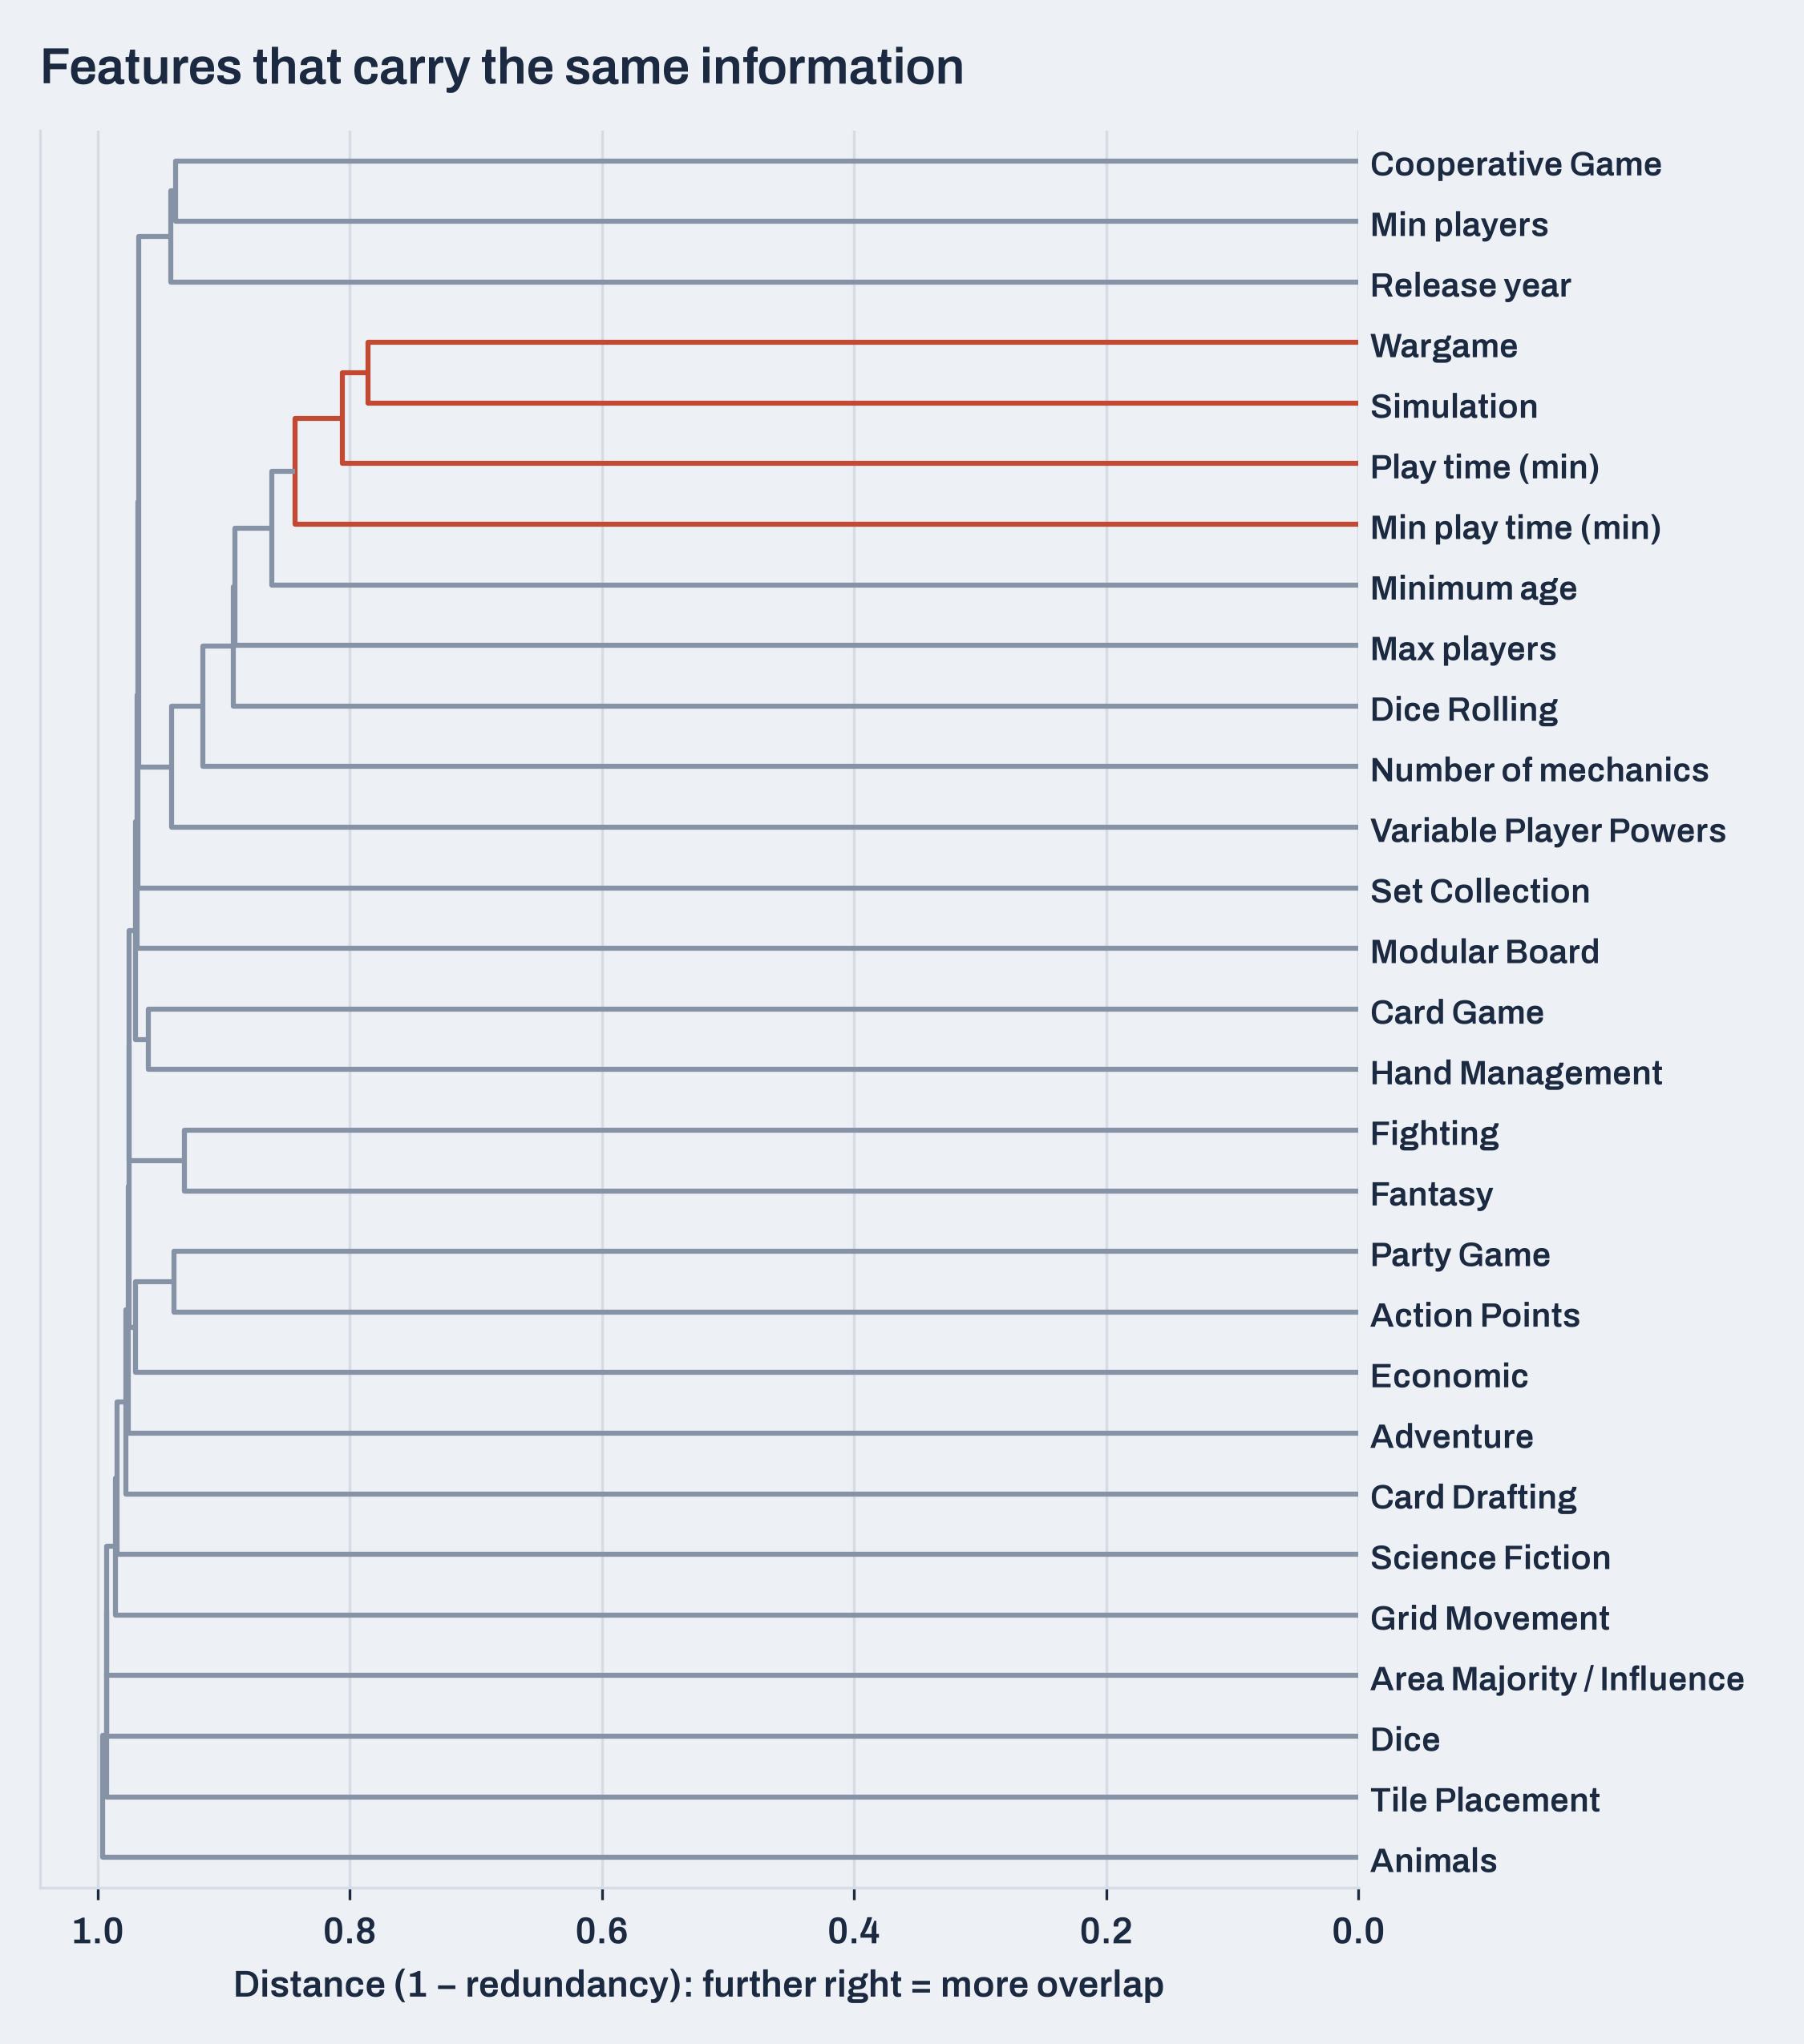 Features that carry the same information
Cooperative Game
Min players
Release year
Wargame
Simulation
Play time (min)
Min play time (min)
Minimum age
Max players
Dice Rolling
Number of mechanics
Variable Player Powers
Set Collection
Modular Board
Card Game
Hand Management
Fighting
Fantasy
Party Game
Action Points
Economic
Adventure
Card Drafting
Science Fiction
Grid Movement
Area Majority / Influence
Dice
Tile Placement
Animals
1.0 0.8 0.6 0.4 0.2 0.0
Distance (1 – redundancy): further right = more overlap